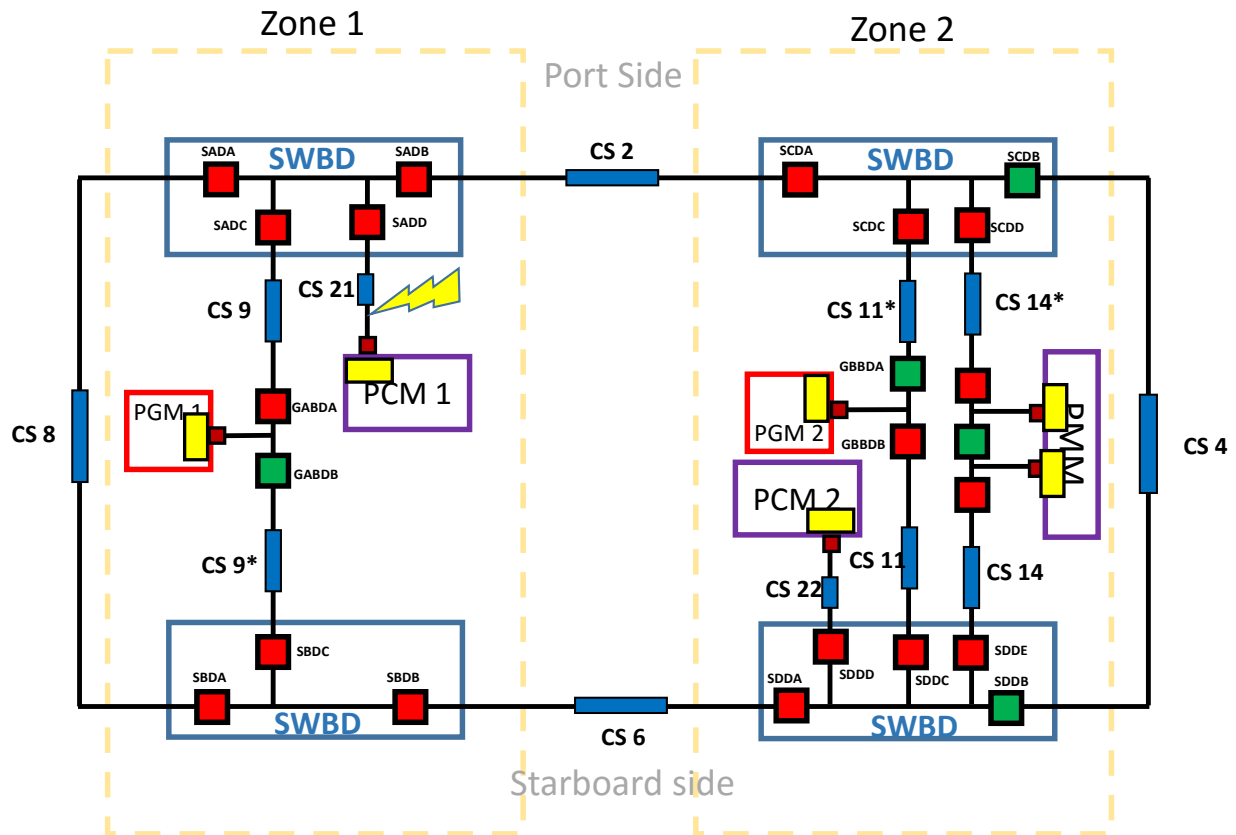 Zone 1
Zone 2
Port Side
SADA
SWBD
SADB
CS 2
SCDA
SWBD
SCDB
SADC
SADD
SCDC
SCDD
CS 9
CS 21
CS 11*
CS 14*
PCM 1
GBBDA
PGM 1
GABDA
PGM 2
GBBDB
PMM
CS 8
CS 4
GABDB
PCM 2
CS 9*
CS 11
CS 14
CS 22
SBDC
SDDD
SDDC
SDDE
SBDA
SBDB
SDDA
SDDB
SWBD
SWBD
CS 6
Starboard side